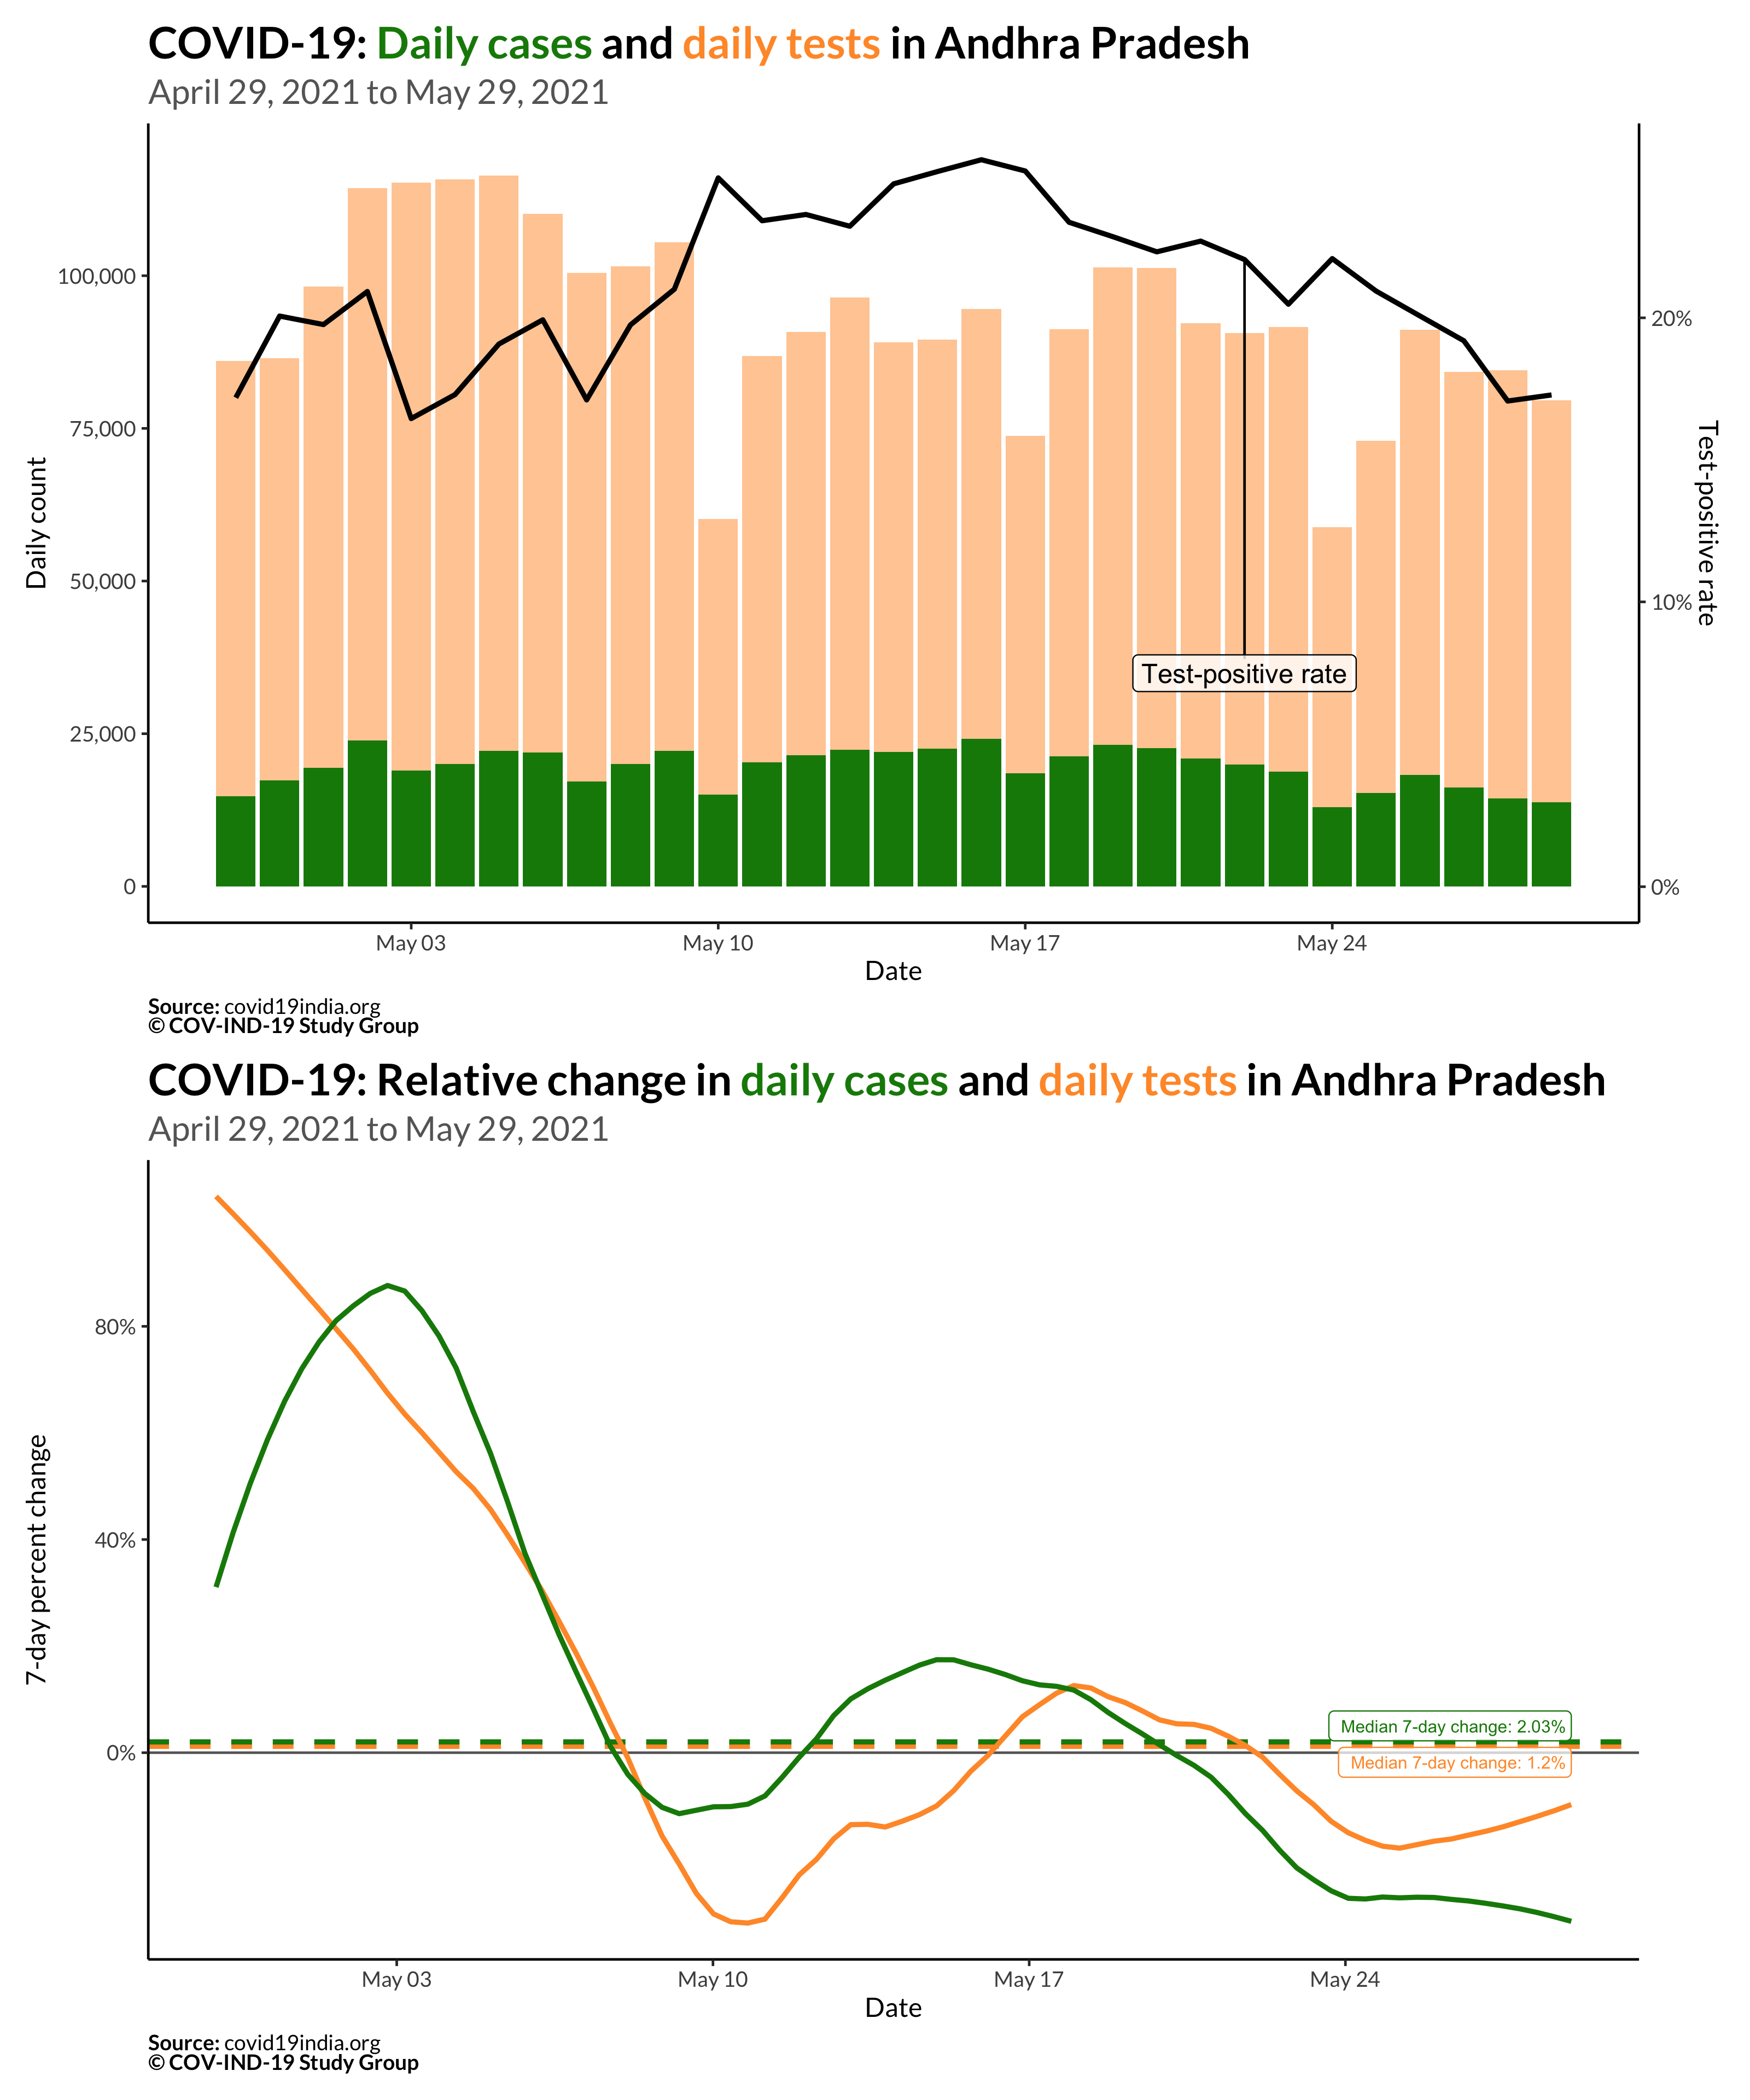 COVID-19: Daily cases and daily tests in Andhra Pradesh
April 29, 2021 to May 29, 2021
Daily count
100,000
75,000
50,000
25,000
0
20%
10%
0%
Test-positive rate
Test-positive rate
May 03
May 10
May 17
May 24
Date
Source: covid19india.org
© COV-IND-19 Study Group
COVID-19: Relative change in daily cases and daily tests in Andhra Pradesh
April 29, 2021 to May 29, 2021
7-day percent change
80%
40%
0%
Median 7-day change: 2.03%
Median 7-day change: 1.2%
May 03
May 10
May 17
May 24
Date
Source: covid19india.org
© COV-IND-19 Study Group